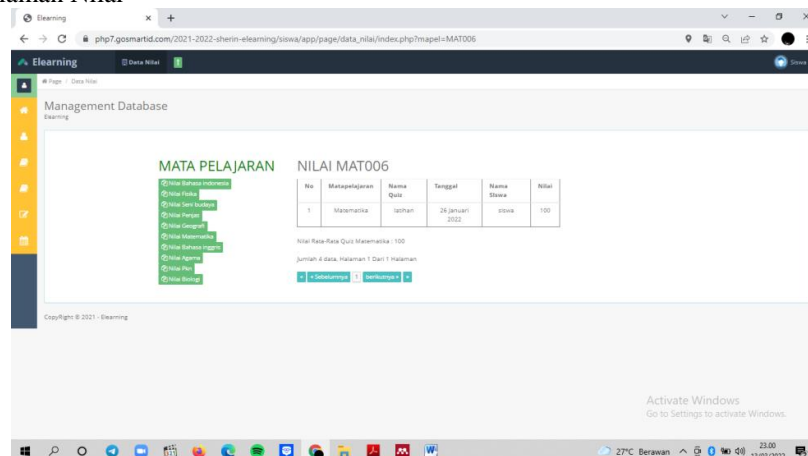 Elearning
php7.gosmartid.com/2021-2022-sherin-elearning/siswa/app/page/data_nilai/index.php?mapel=MAT006
Elearning
Data Nilai
Siswa
Page / Data Nilai
Management Database
Elearning
MATA PELAJARAN
Nilai Bahasa indonesia
Nilai Fisika
Nilai Seni budaya
Nilai Penjas
Nilai Geografi
Nilai Matematika
Nilai Bahasa inggris
Nilai Agama
Nilai Pkn
Nilai Biologi
NILAI MAT006
No Matapelajaran Nama Quiz Tanggal Nama Siswa Nilai
1 Matematika latihan 26 Januari 2022 siswa 100
Nilai Rata-Rata Quiz Matematika : 100
Jumlah 4 data, Halaman 1 Dari 1 Halaman
« « Sebelumnya 1 berikutnya » »
CopyRight © 2021 - Elearning
Activate Windows
Go to Settings to activate Windows.
27°C Berawan
23.00